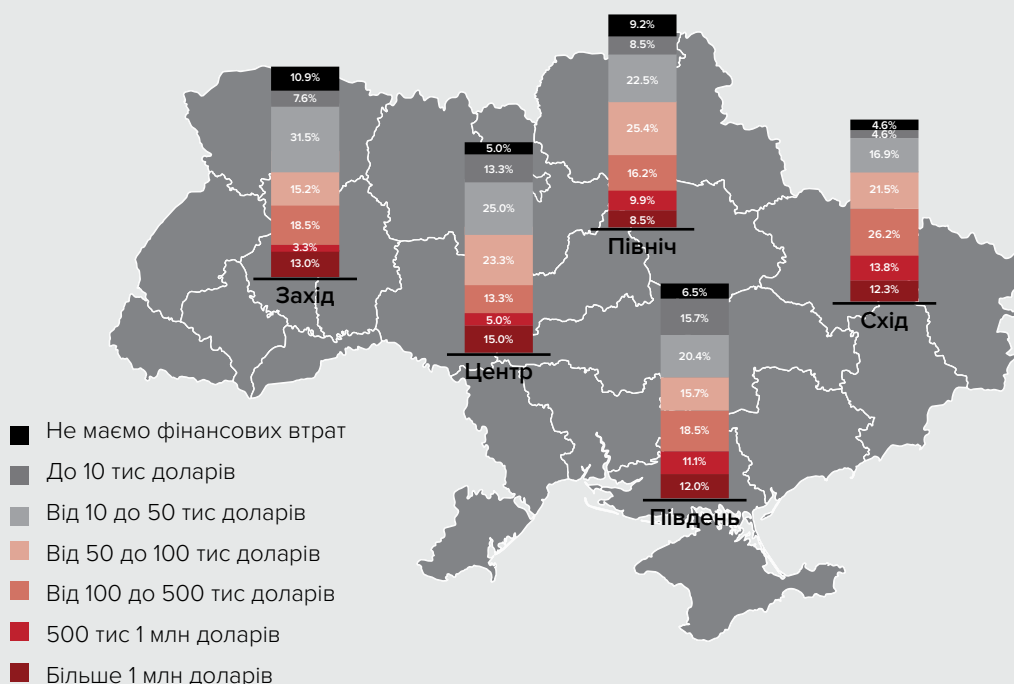 9.2%
8.5%
22.5%
25.4%
16.2%
9.9%
8.5%
Північ
10.9%
7.6%
31.5%
15.2%
18.5%
3.3%
13.0%
Захід
5.0%
13.3%
25.0%
23.3%
13.3%
5.0%
15.0%
Центр
4.6%
4.6%
16.9%
21.5%
26.2%
13.8%
12.3%
Схід
6.5%
15.7%
20.4%
15.7%
18.5%
11.1%
12.0%
Південь
Не маємо фінансових втрат
До 10 тис доларів
Від 10 до 50 тис доларів
Від 50 до 100 тис доларів
Від 100 до 500 тис доларів
500 тис 1 млн доларів
Більше 1 млн доларів